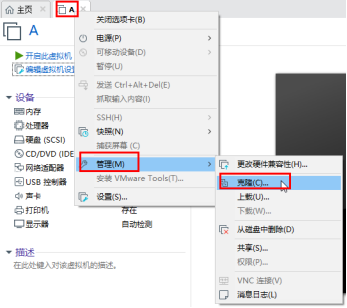 主页
A
A
开启此虚拟机
编辑虚拟机设
设备
内存
处理器
硬盘 (SCSI)
CD/DVD (IDE
网络适配器
USB 控制器
声卡
打印机 存在
显示器 自动检测
描述
在此处键入对该虚拟机的描述。
关闭选项卡(B)
电源(P)
可移动设备(D)
暂停(U)
发送 Ctrl+Alt+Del(E)
抓取输入内容(I)
SSH(H)
快照(N)
捕获屏幕 (C)
管理(M)
安装 VMware Tools(T)...
设置(S)...
更改硬件兼容性(H)...
克隆(C)...
上载(U)...
下载(W)...
从磁盘中删除(D)
共享(S)...
权限(P)...
VNC 连接(V)
消息日志(L)